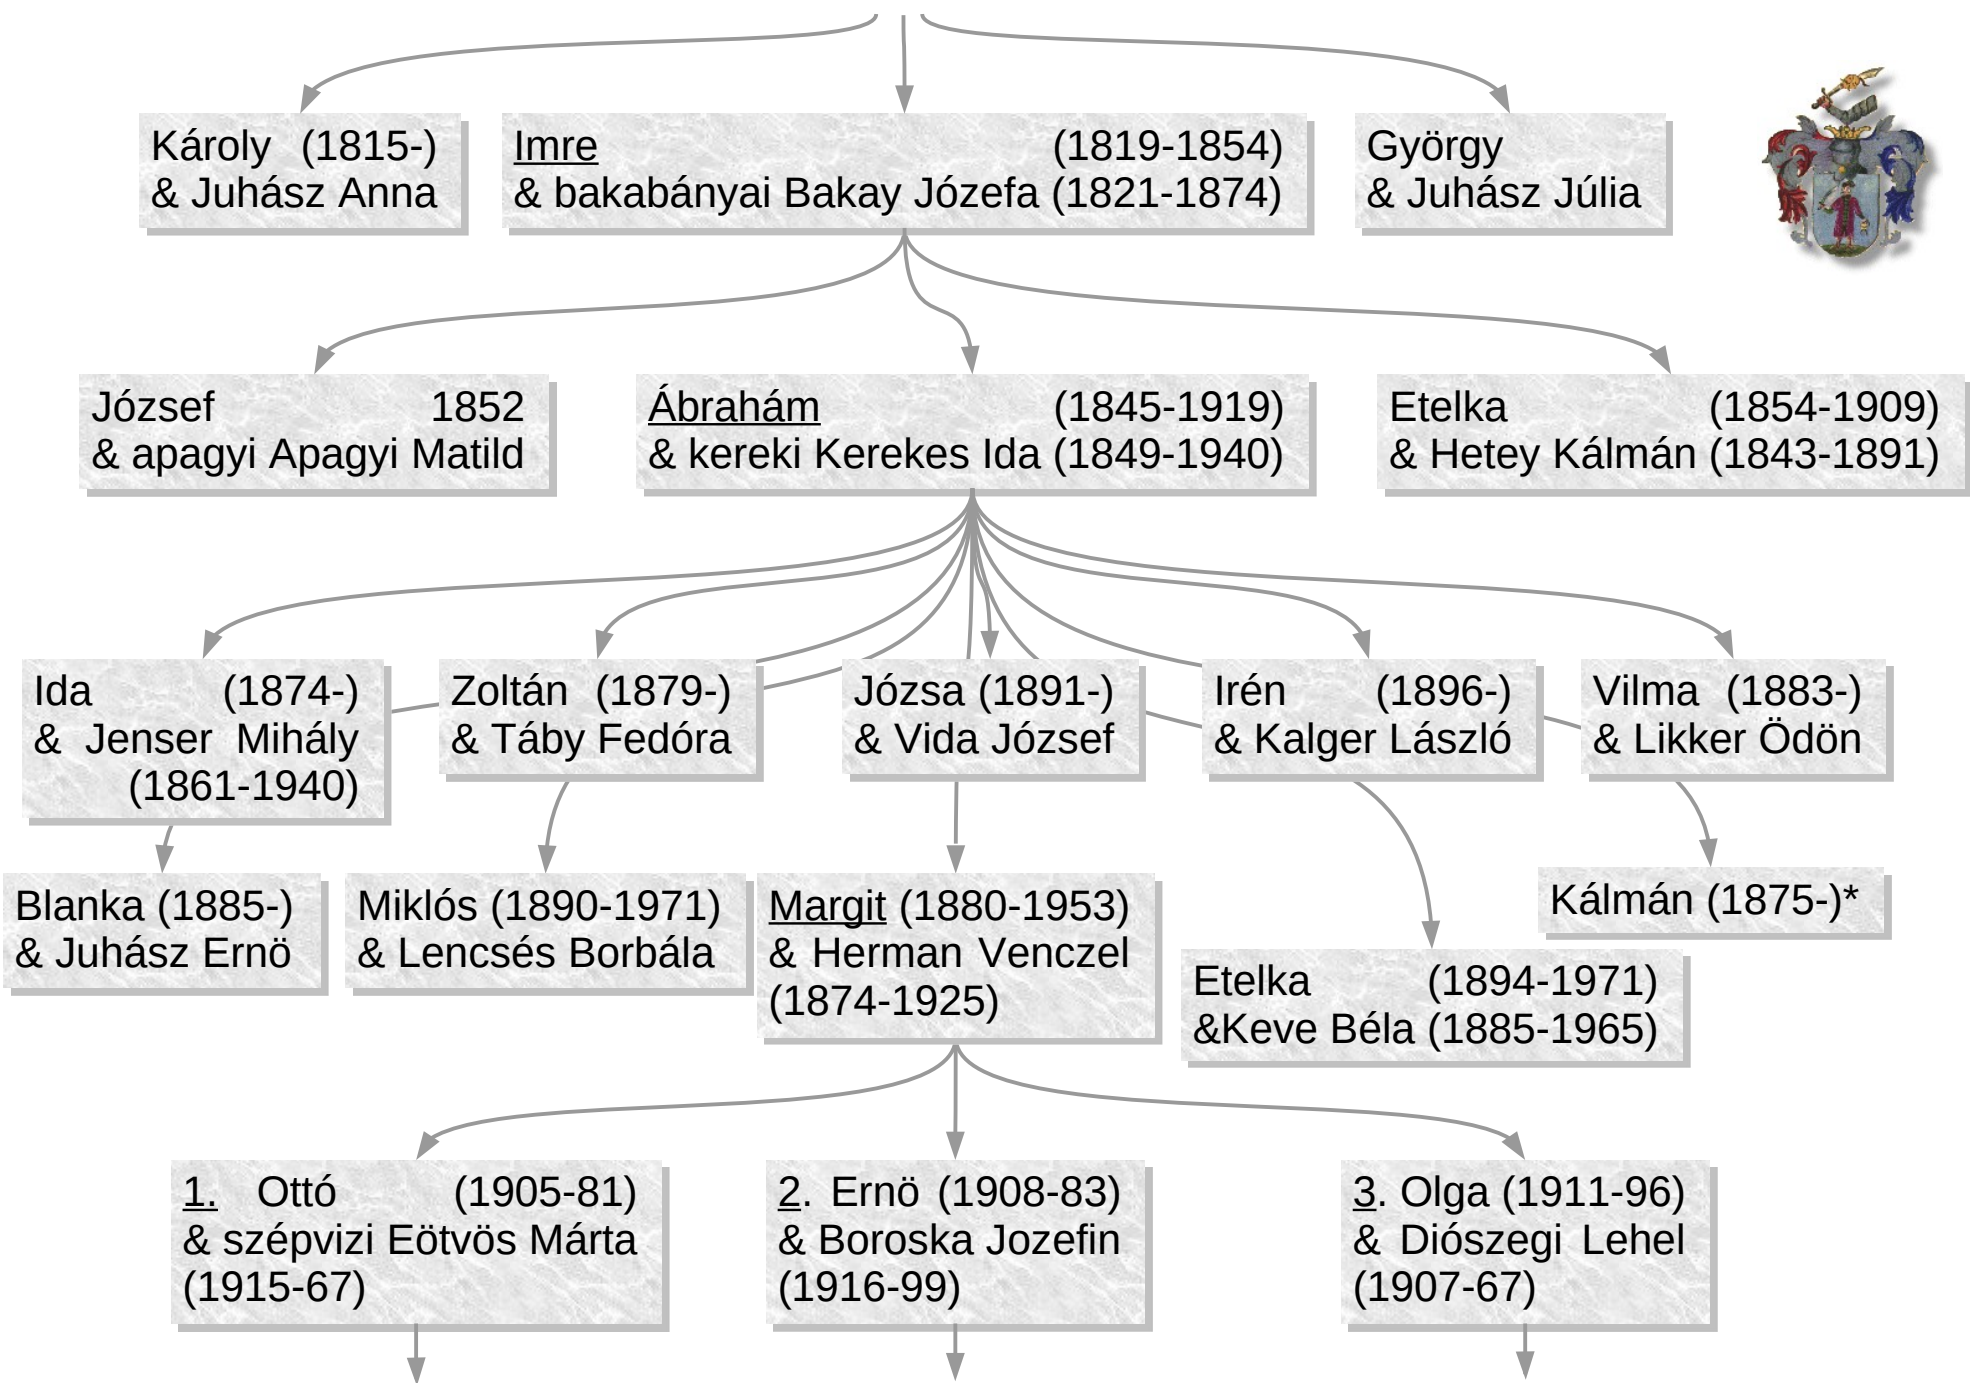 Károly (1815-)
& Juhász Anna
Imre (1819-1854)
& bakabányai Bakay Józefa (1821-1874)
György
& Juhász Júlia
József 1852
& apagyi Apagyi Matild
Ábrahám (1845-1919)
& kereki Kerekes Ida (1849-1940)
Etelka (1854-1909)
& Hetey Kálmán (1843-1891)
Ida (1874-)
& Jenser Mihály
(1861-1940)
Zoltán (1879-)
& Táby Fedóra
Józsa (1891-)
& Vida József
Irén (1896-)
& Kalger László
Vilma (1883-)
& Likker Ödön
Blanka (1885-)
& Juhász Ernö
Miklós (1890-1971)
& Lencsés Borbála
Margit (1880-1953)
& Herman Venczel
(1874-1925)
Etelka (1894-1971)
&Keve Béla (1885-1965)
Kálmán (1875-)*
1. Ottó (1905-81)
& szépvizi Eötvös Márta
(1915-67)
2. Ernö (1908-83)
& Boroska Jozefin
(1916-99)
3. Olga (1911-96)
& Diószegi Lehel
(1907-67)